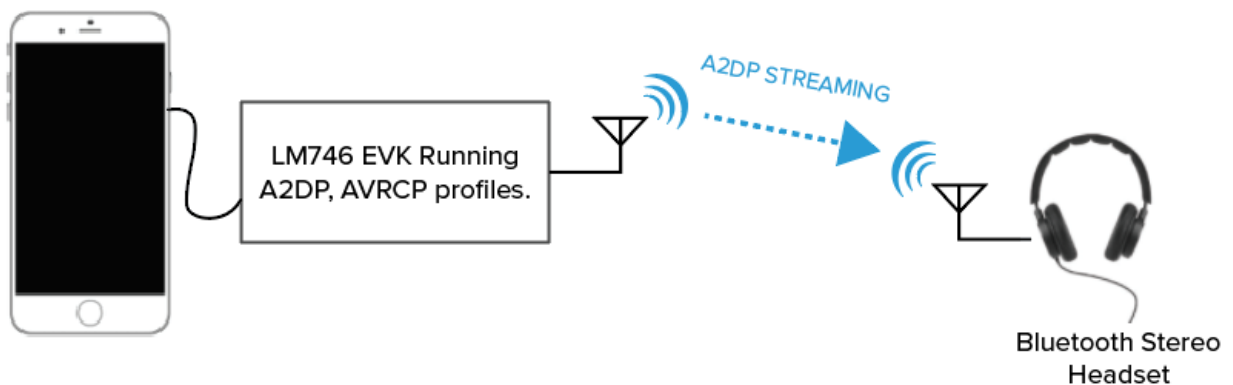 A2DP STREAMING
LM746 EVK Running
A2DP, AVRCP profiles.
Bluetooth Stereo
Headset